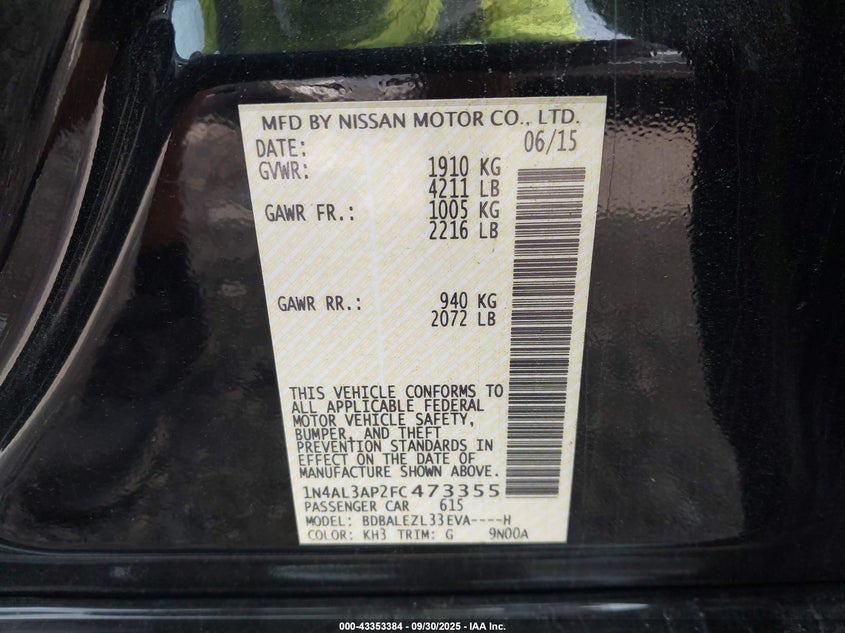 MFD BY NISSAN MOTOR CO., LTD.
DATE: 06/15
GVWR: 1910 KG
4211 LB
GAWR FR.: 1005 KG
2216 LB
GAWR RR.: 940 KG
2072 LB
THIS VEHICLE CONFORMS TO
ALL APPLICABLE FEDERAL
MOTOR VEHICLE SAFETY,
BUMPER, AND THEFT
PREVENTION STANDARDS IN
EFFECT ON THE DATE OF
MANUFACTURE SHOWN ABOVE.
1N4AL3AP2FC473355
PASSENGER CAR 615
MODEL: BDBALEZL33EVA----H
COLOR: KH3 TRIM: G 9N00A
000-43353384 - 09/30/2025 - IAA Inc.